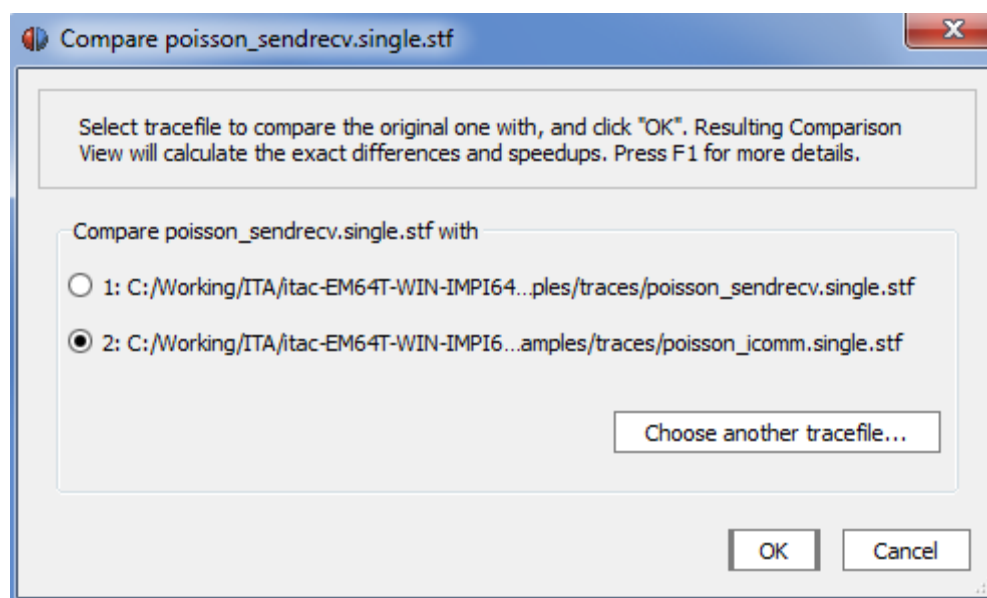 Compare poisson_sendrecv.single.stf
Select tracefile to compare the original one with, and click "OK". Resulting Comparison
View will calculate the exact differences and speedups. Press F1 for more details.
Compare poisson_sendrecv.single.stf with
1: C:/Working/ITA/itac-EM64T-WIN-IMPI64...ples/traces/poisson_sendrecv.single.stf
2: C:/Working/ITA/itac-EM64T-WIN-IMPI6...amples/traces/poisson_icomm.single.stf
Choose another tracefile...
OK Cancel